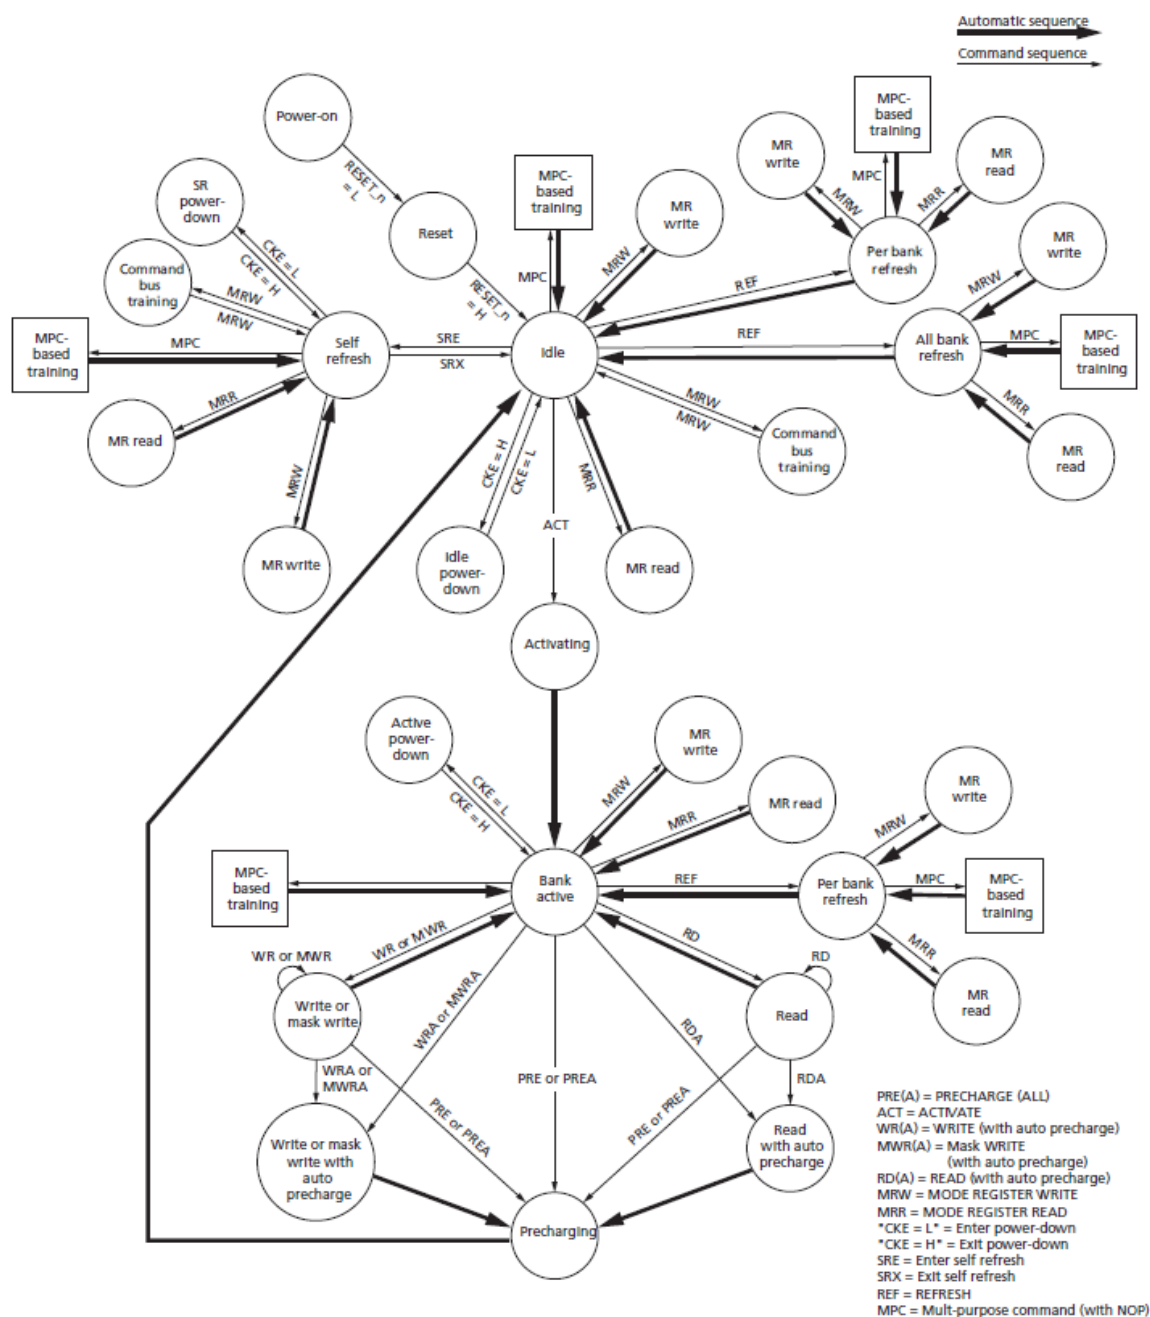 Automatic sequence
Command sequence
Power-on
RESET_n
= L
Reset
RESET_n
= H
SR
power-
down
CKE = L
CKE = H
Command
bus
training
MRW
MRW
MPC-
based
training
MPC
Self
refresh
MRR
MR read
MRW
MR write
SRE
SRX
MPC-
based
training
MPC
MR
write
MRW
Idle
REF
REF
MR
write
MRW
MPC-
based
training
MPC
MR
read
MRR
Per bank
refresh
MR
write
MRW
All bank
refresh
MPC
MPC-
based
training
MRR
MR
read
MRW
MRW
Command
bus
training
CKE = H
CKE = L
Idle
power-
down
MRR
MR read
ACT
Activating
Active
power-
down
CKE = L
CKE = H
MR
write
MRW
MR read
MRR
MPC-
based
training
Bank
active
REF
Per bank
refresh
MR
write
MRW
MPC
MPC-
based
training
MRR
MR
read
WR or MWR
WR or MWR
Write or
mask write
WRA or MWRA
RD
RD
Read
RDA
WRA or
MWRA
PRE or PREA
PRE or PREA
PRE or PREA
RDA
Write or mask
write with
auto
precharge
Read
with auto
precharge
Precharging
PRE(A) = PRECHARGE (ALL)
ACT = ACTIVATE
WR(A) = WRITE (with auto precharge)
MWR(A) = Mask WRITE
(with auto precharge)
RD(A) = READ (with auto precharge)
MRW = MODE REGISTER WRITE
MRR = MODE REGISTER READ
"CKE = L" = Enter power-down
"CKE = H" = Exit power-down
SRE = Enter self refresh
SRX = Exit self refresh
REF = REFRESH
MPC = Mult-purpose command (with NOP)